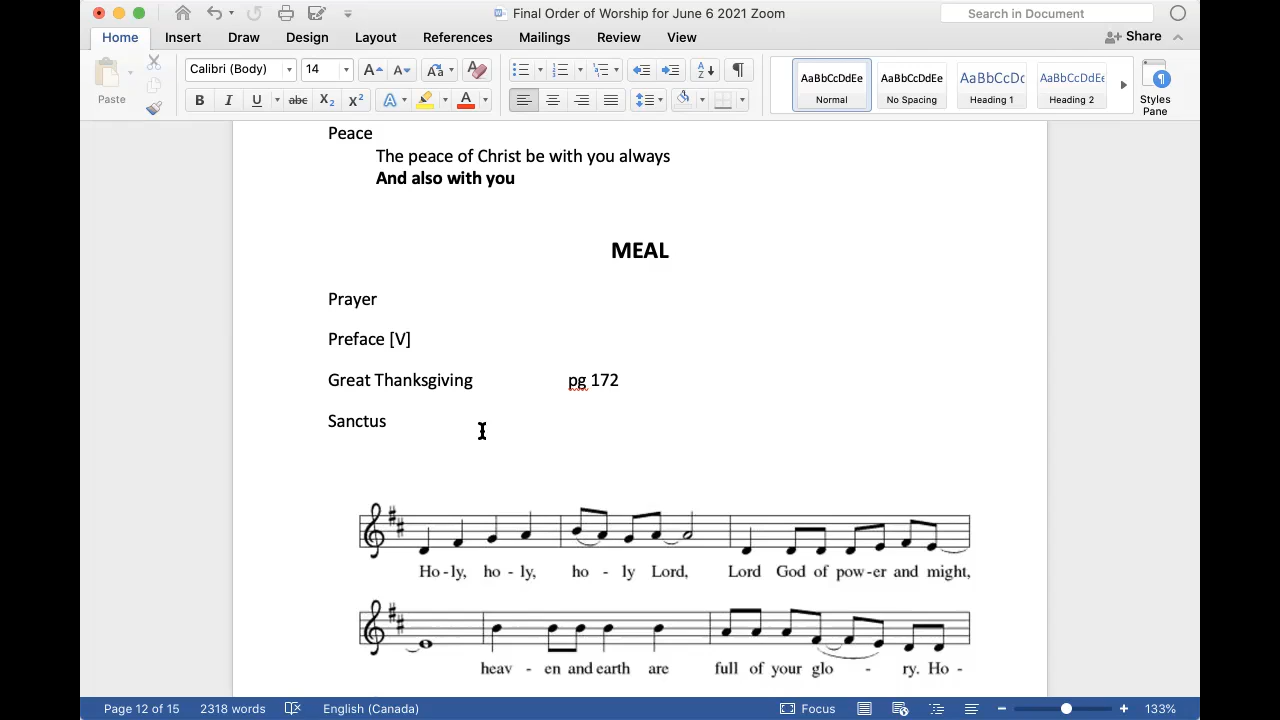 Final Order of Worship for June 6 2021 Zoom
Search in Document
Home Insert Draw Design Layout References Mailings Review View Share
Paste
Calibri (Body) 14
AaBbCcDdEe AaBbCcDdEe AaBbCcDc AaBbCcDdEe
Normal No Spacing Heading 1 Heading 2
Styles
Pane
Peace
The peace of Christ be with you always
And also with you
MEAL
Prayer
Preface [V]
Great Thanksgiving pg 172
Sanctus
Ho - ly, ho - ly, ho - ly Lord, Lord God of pow - er and might,
heav - en and earth are full of your glo - ry. Ho -
Page 12 of 15 2318 words English (Canada) Focus 133%